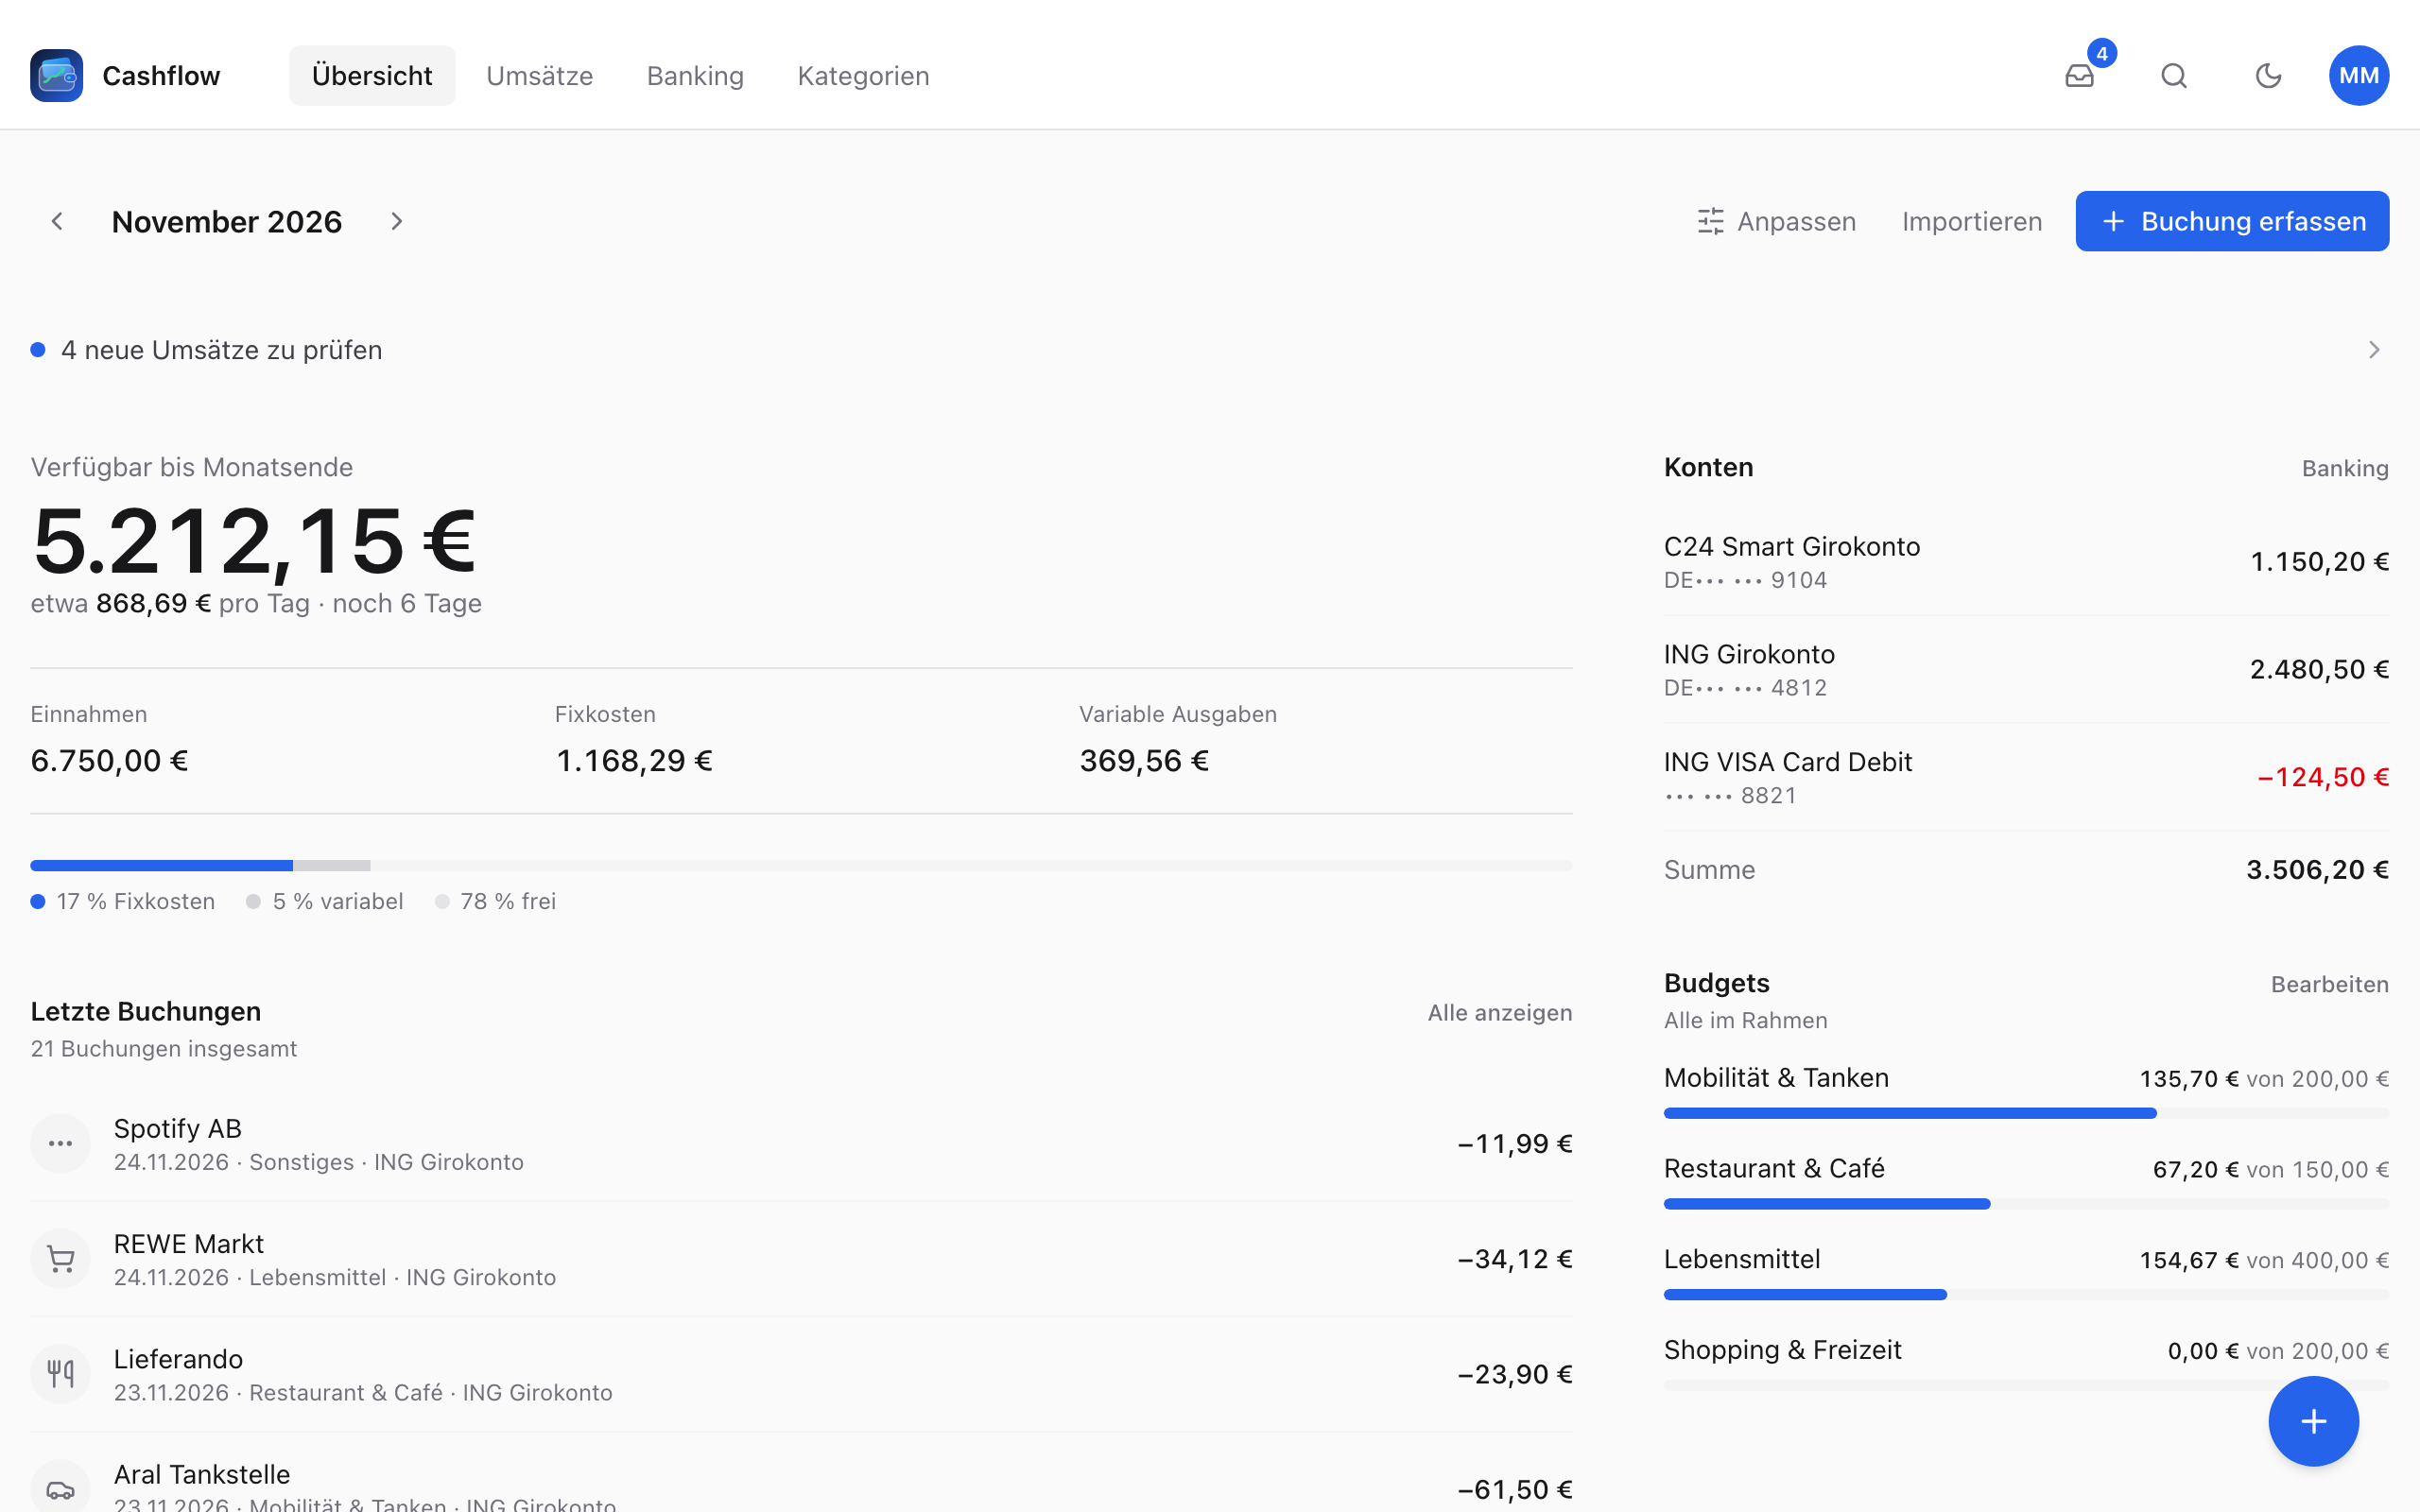 Cashflow
Übersicht
Umsätze
Banking
Kategorien
4
MM
November 2026
Anpassen
Importieren
Buchung erfassen
4 neue Umsätze zu prüfen
Verfügbar bis Monatsende
5.212,15 €
etwa 868,69 € pro Tag · noch 6 Tage
Einnahmen
6.750,00 €
Fixkosten
1.168,29 €
Variable Ausgaben
369,56 €
17 % Fixkosten
5 % variabel
78 % frei
Letzte Buchungen
Alle anzeigen
21 Buchungen insgesamt
Spotify AB
24.11.2026 · Sonstiges · ING Girokonto
−11,99 €
REWE Markt
24.11.2026 · Lebensmittel · ING Girokonto
−34,12 €
Lieferando
23.11.2026 · Restaurant & Café · ING Girokonto
−23,90 €
Aral Tankstelle
23.11.2026 · Mobilität & Tanken · ING Girokonto
−61,50 €
Konten
Banking
C24 Smart Girokonto
DE••• ••• 9104
1.150,20 €
ING Girokonto
DE••• ••• 4812
2.480,50 €
ING VISA Card Debit
••• ••• 8821
−124,50 €
Summe
3.506,20 €
Budgets
Bearbeiten
Alle im Rahmen
Mobilität & Tanken
135,70 € von 200,00 €
Restaurant & Café
67,20 € von 150,00 €
Lebensmittel
154,67 € von 400,00 €
Shopping & Freizeit
0,00 € von 200,00 €